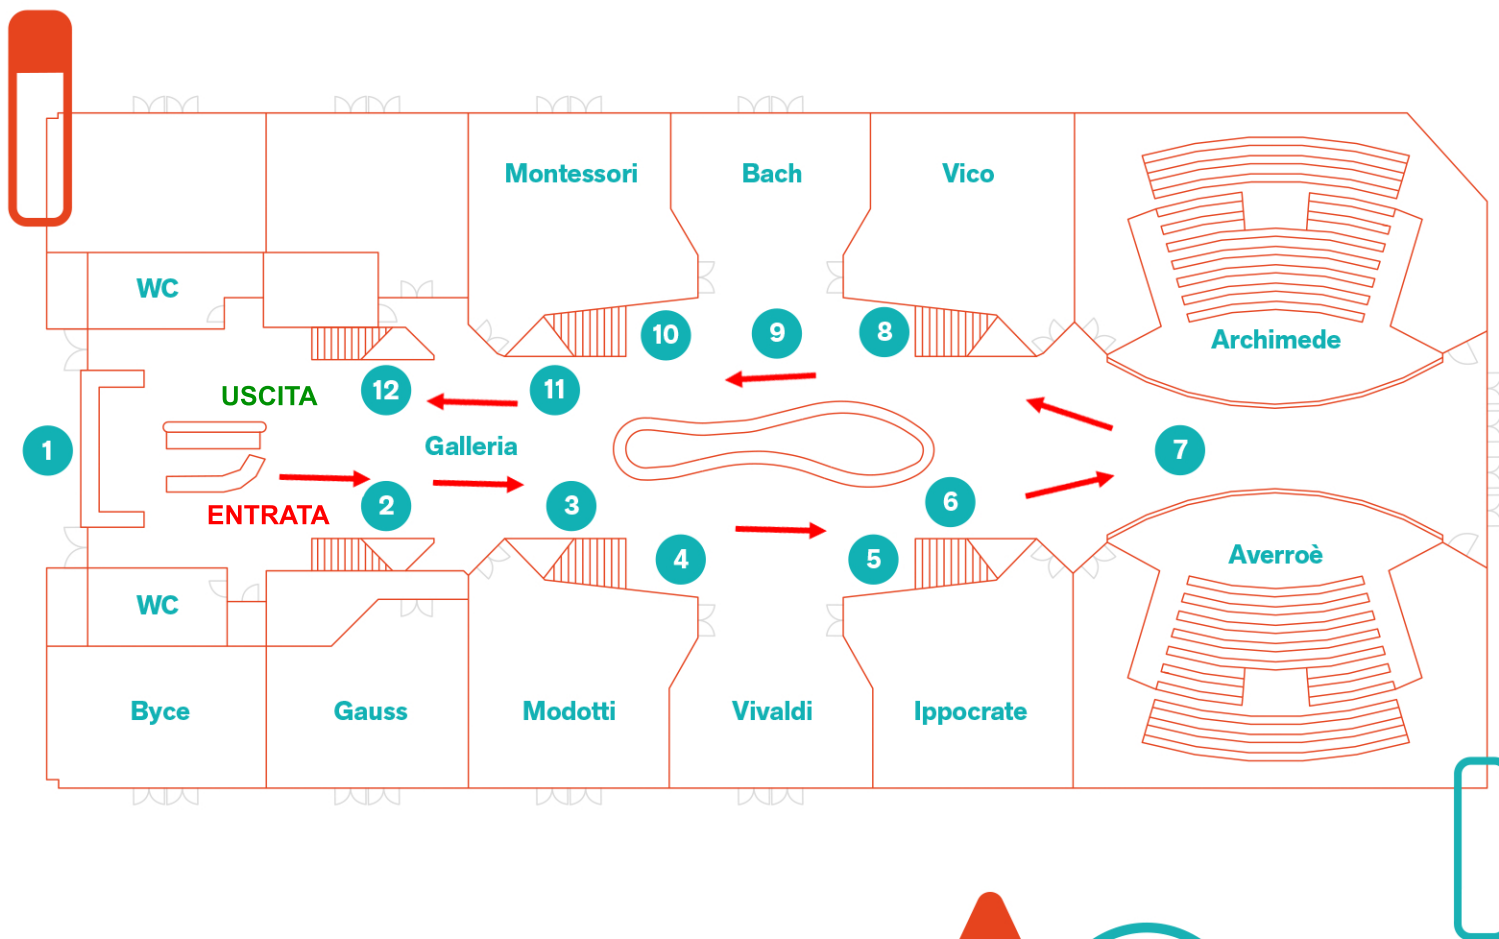 Montessori
Bach
Vico
WC
10
9
8
Archimede
USCITA
12
11
1
Galleria
7
ENTRATA
2
3
6
4
5
Averroè
WC
Byce
Gauss
Modotti
Vivaldi
Ippocrate